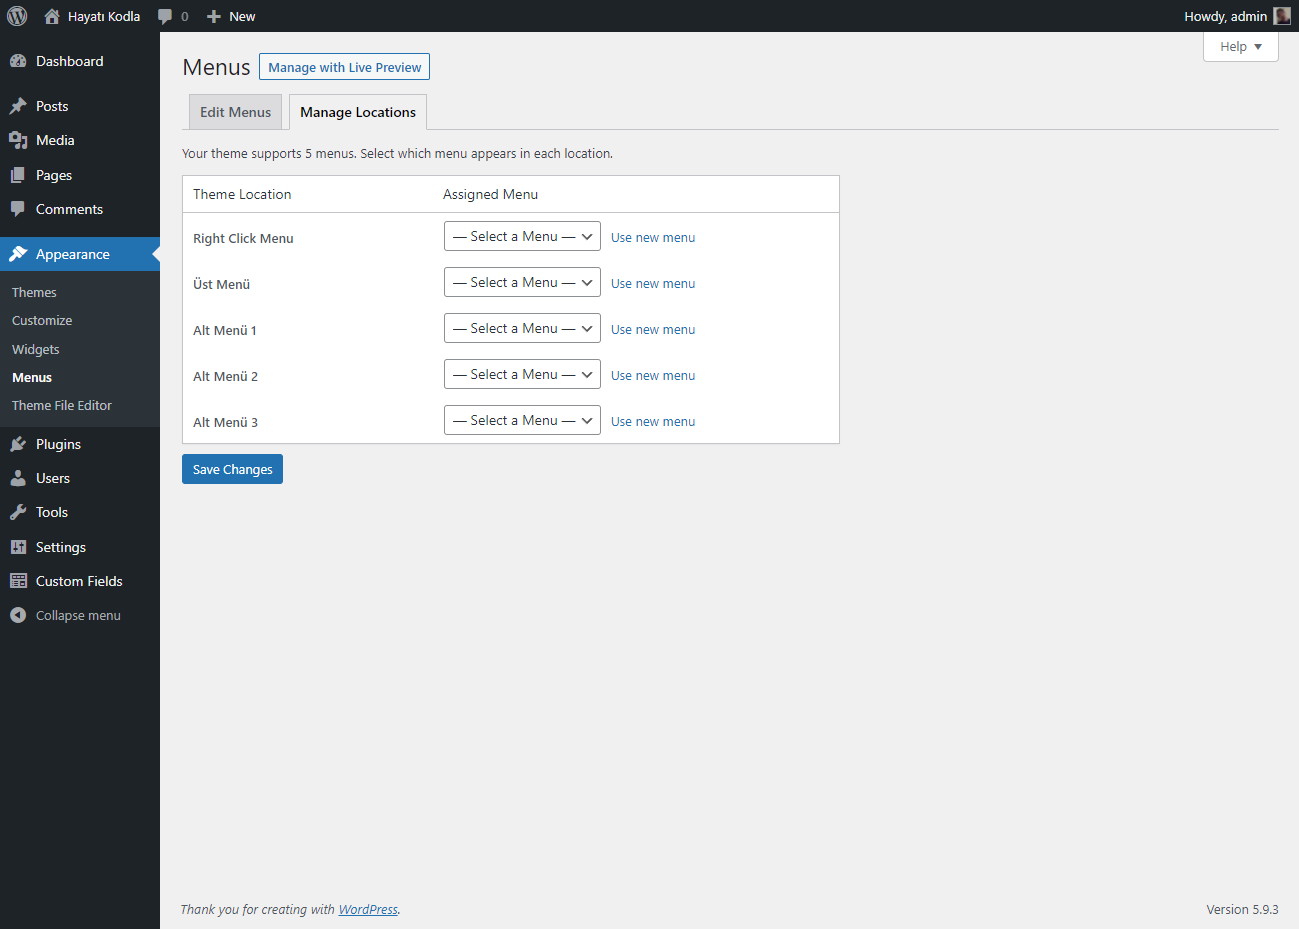 Hayatı Kodla 0 New Howdy, admin
Help
Dashboard
Posts
Media
Pages
Comments
Appearance
Themes
Customize
Widgets
Menus
Theme File Editor
Plugins
Users
Tools
Settings
Custom Fields
Collapse menu
Menus Manage with Live Preview
Edit Menus Manage Locations
Your theme supports 5 menus. Select which menu appears in each location.
Theme Location Assigned Menu
Right Click Menu — Select a Menu — Use new menu
Üst Menü — Select a Menu — Use new menu
Alt Menü 1 — Select a Menu — Use new menu
Alt Menü 2 — Select a Menu — Use new menu
Alt Menü 3 — Select a Menu — Use new menu
Save Changes
Thank you for creating with WordPress. Version 5.9.3